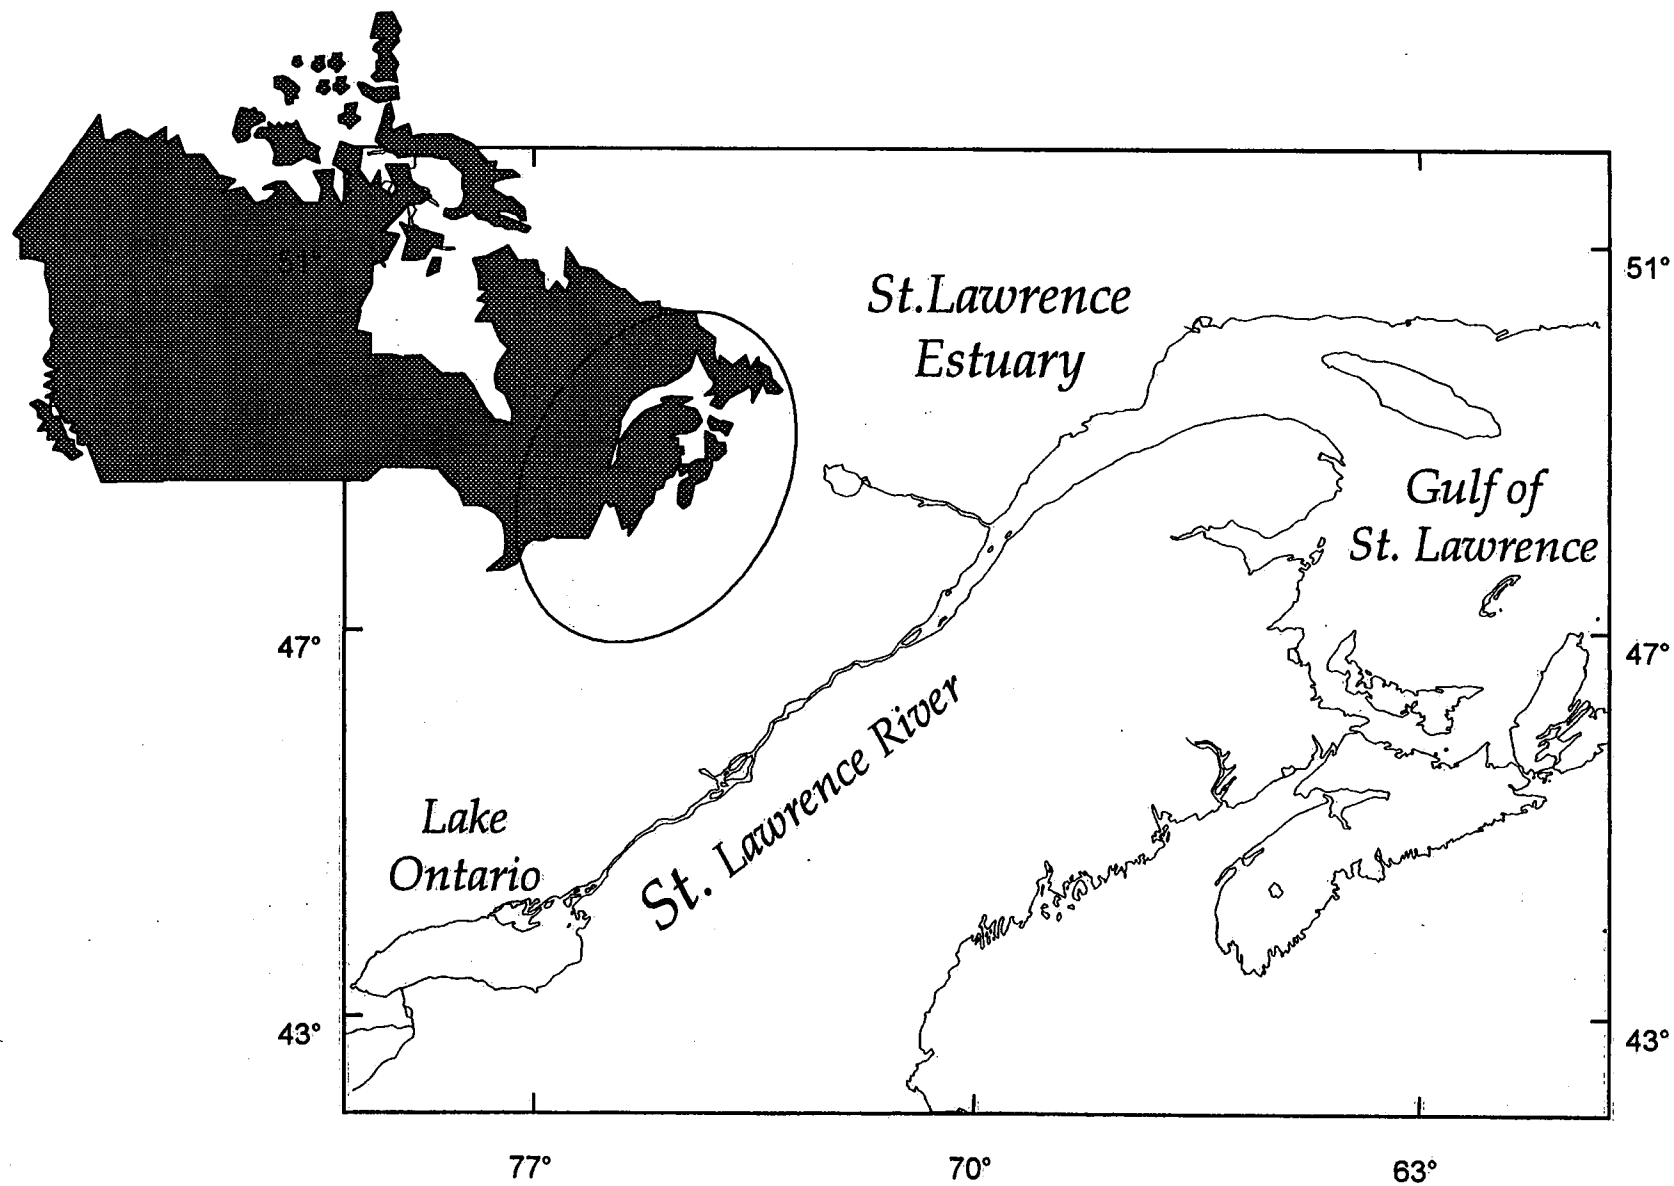 51°
51°
St.Lawrence
Estuary
Gulf of
St. Lawrence
47°
47°
St. Lawrence River
Lake
Ontario
43°
43°
77°
70°
63°